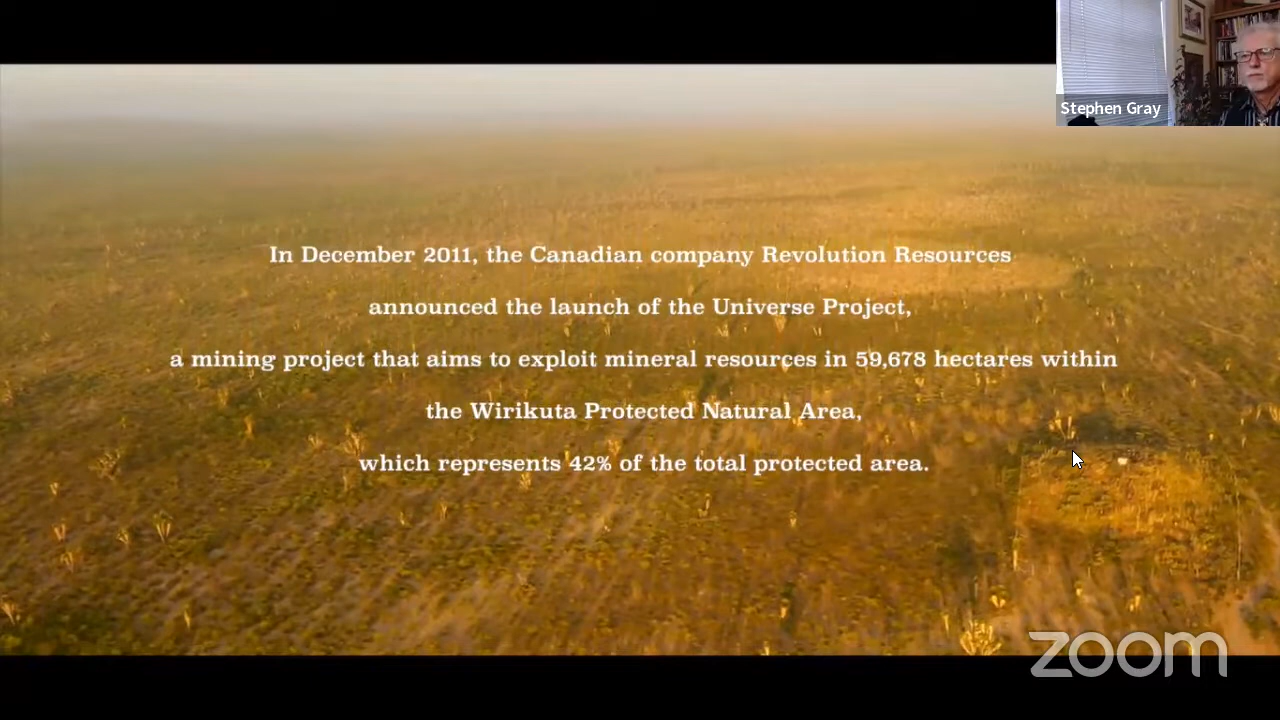 Stephen Gray
In December 2011, the Canadian company Revolution Resources
announced the launch of the Universe Project,
a mining project that aims to exploit mineral resources in 59,678 hectares within
the Wirikuta Protected Natural Area,
which represents 42% of the total protected area.
zoom